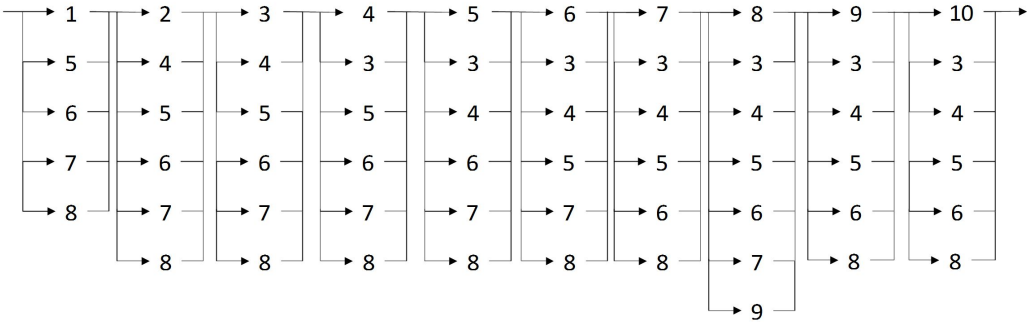 1 2 3 4 5 6 7 8 9 10
5 4 4 3 3 3 3 3 3 3
6 5 5 5 4 4 4 4 4 4
7 6 6 6 6 5 5 5 5 5
8 7 7 7 7 7 6 6 6 6
8 8 8 8 8 8 7 8 8
9